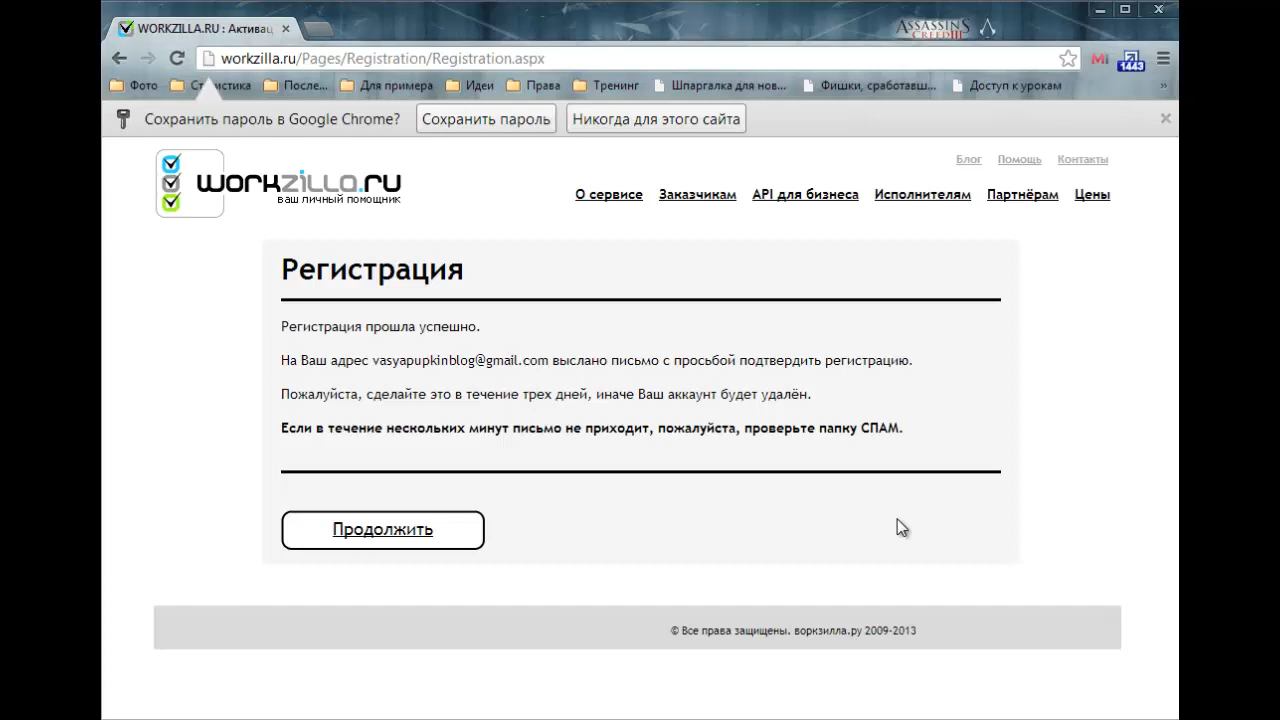 WORKZILLA.RU : Активац
ASSASSIN'S
CREED III
workzilla.ru/Pages/Registration/Registration.aspx
MI
1443
Фото
Статистика
После...
Для примера
Идеи
Права
Тренинг
Шпаргалка для нов...
Фишки, сработавш...
Доступ к урокам
»
Сохранить пароль в Google Chrome?
Сохранить пароль
Никогда для этого сайта
Блог
Помощь
Контакты
workzilla.ru
ваш личный помощник
О сервисе
Заказчикам
API для бизнеса
Исполнителям
Партнёрам
Цены
Регистрация
Регистрация прошла успешно.
На Ваш адрес vasyapupkinblog@gmail.com выслано письмо с просьбой подтвердить регистрацию.
Пожалуйста, сделайте это в течение трех дней, иначе Ваш аккаунт будет удалён.
Если в течение нескольких минут письмо не приходит, пожалуйста, проверьте папку СПАМ.
Продолжить
© Все права защищены. воркзилла.ру 2009-2013